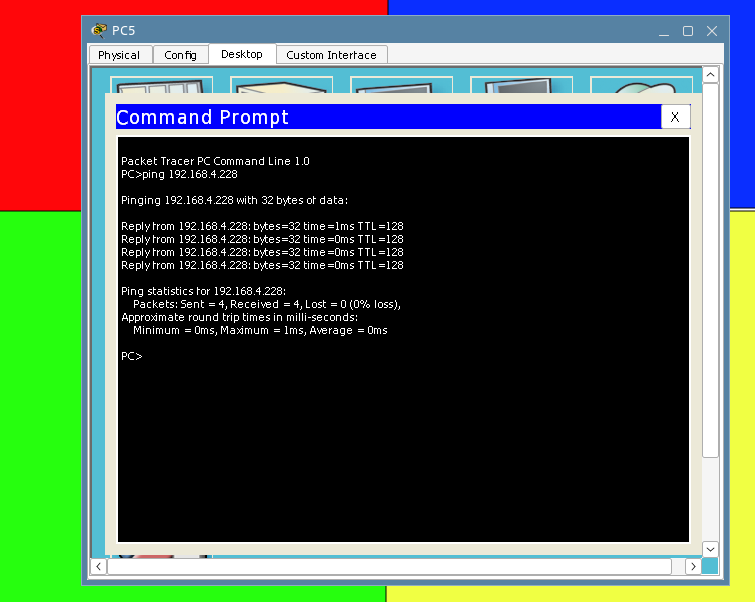 PC5
Physical Config Desktop Custom Interface
Command Prompt X
Packet Tracer PC Command Line 1.0
PC>ping 192.168.4.228
Pinging 192.168.4.228 with 32 bytes of data:
Reply from 192.168.4.228: bytes=32 time=1ms TTL=128
Reply from 192.168.4.228: bytes=32 time=0ms TTL=128
Reply from 192.168.4.228: bytes=32 time=0ms TTL=128
Reply from 192.168.4.228: bytes=32 time=0ms TTL=128
Ping statistics for 192.168.4.228:
Packets: Sent = 4, Received = 4, Lost = 0 (0% loss),
Approximate round trip times in milli-seconds:
Minimum = 0ms, Maximum = 1ms, Average = 0ms
PC>